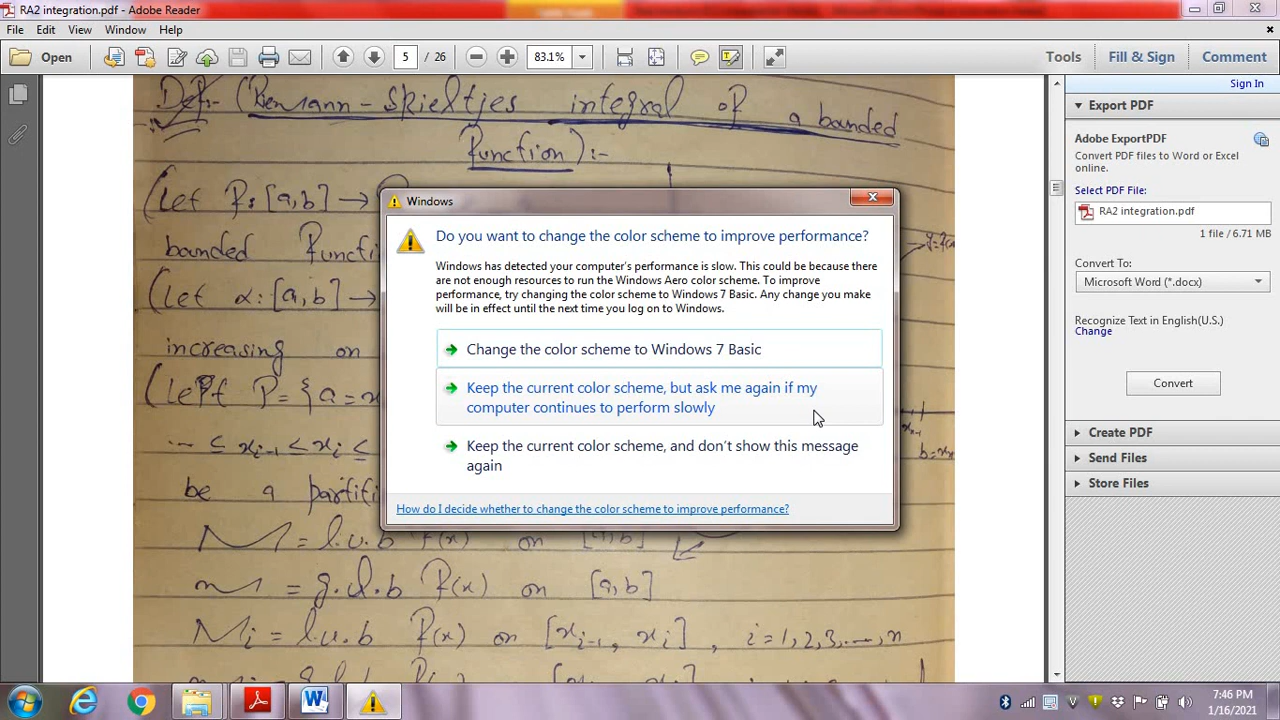 RA2 integration.pdf - Adobe Reader
File Edit View Window Help
Open 5 / 26 83.1% Tools Fill & Sign Comment
Sign In
Export PDF
Adobe ExportPDF
Convert PDF files to Word or Excel
online.
Select PDF File:
RA2 integration.pdf
1 file / 6.71 MB
Convert To:
Microsoft Word (*.docx)
Recognize Text in English(U.S.)
Change
Convert
Create PDF
Send Files
Store Files
Def:- (Riemann-Skieltjes integral of a bounded
function):-
(Let f: [a,b] →
bounded
(Let α: [a,b] →
increasing on
P = {a = x
... ≤ xi-1 ≤ xi ≤
be a
M = l.u.b f(x) on [a,b]
m = g.l.b f(x) on [a,b]
Mi = l.u.b f(x) on [xi-1, xi], i=1,2,3,...,n
Windows
Do you want to change the color scheme to improve performance?
Windows has detected your computer's performance is slow. This could be because there
are not enough resources to run the Windows Aero color scheme. To improve
performance, try changing the color scheme to Windows 7 Basic. Any change you make
will be in effect until the next time you log on to Windows.
Change the color scheme to Windows 7 Basic
Keep the current color scheme, but ask me again if my
computer continues to perform slowly
Keep the current color scheme, and don't show this message
again
How do I decide whether to change the color scheme to improve performance?
7:46 PM
1/16/2021